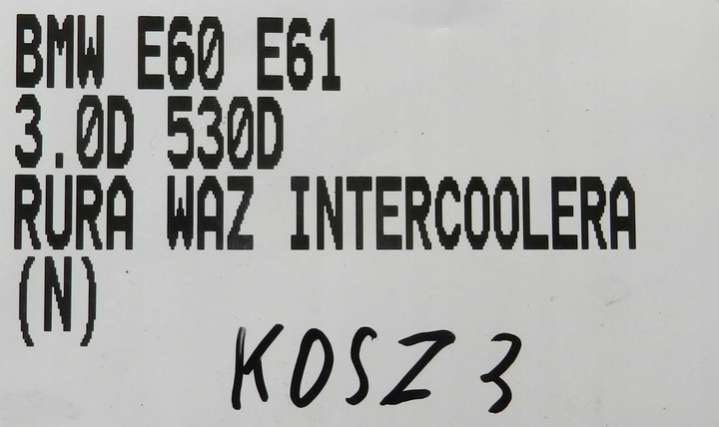 BMW E60 E61
3.0D 530D
RURA WAZ INTERCOOLERA
(N)
KOSZ 3